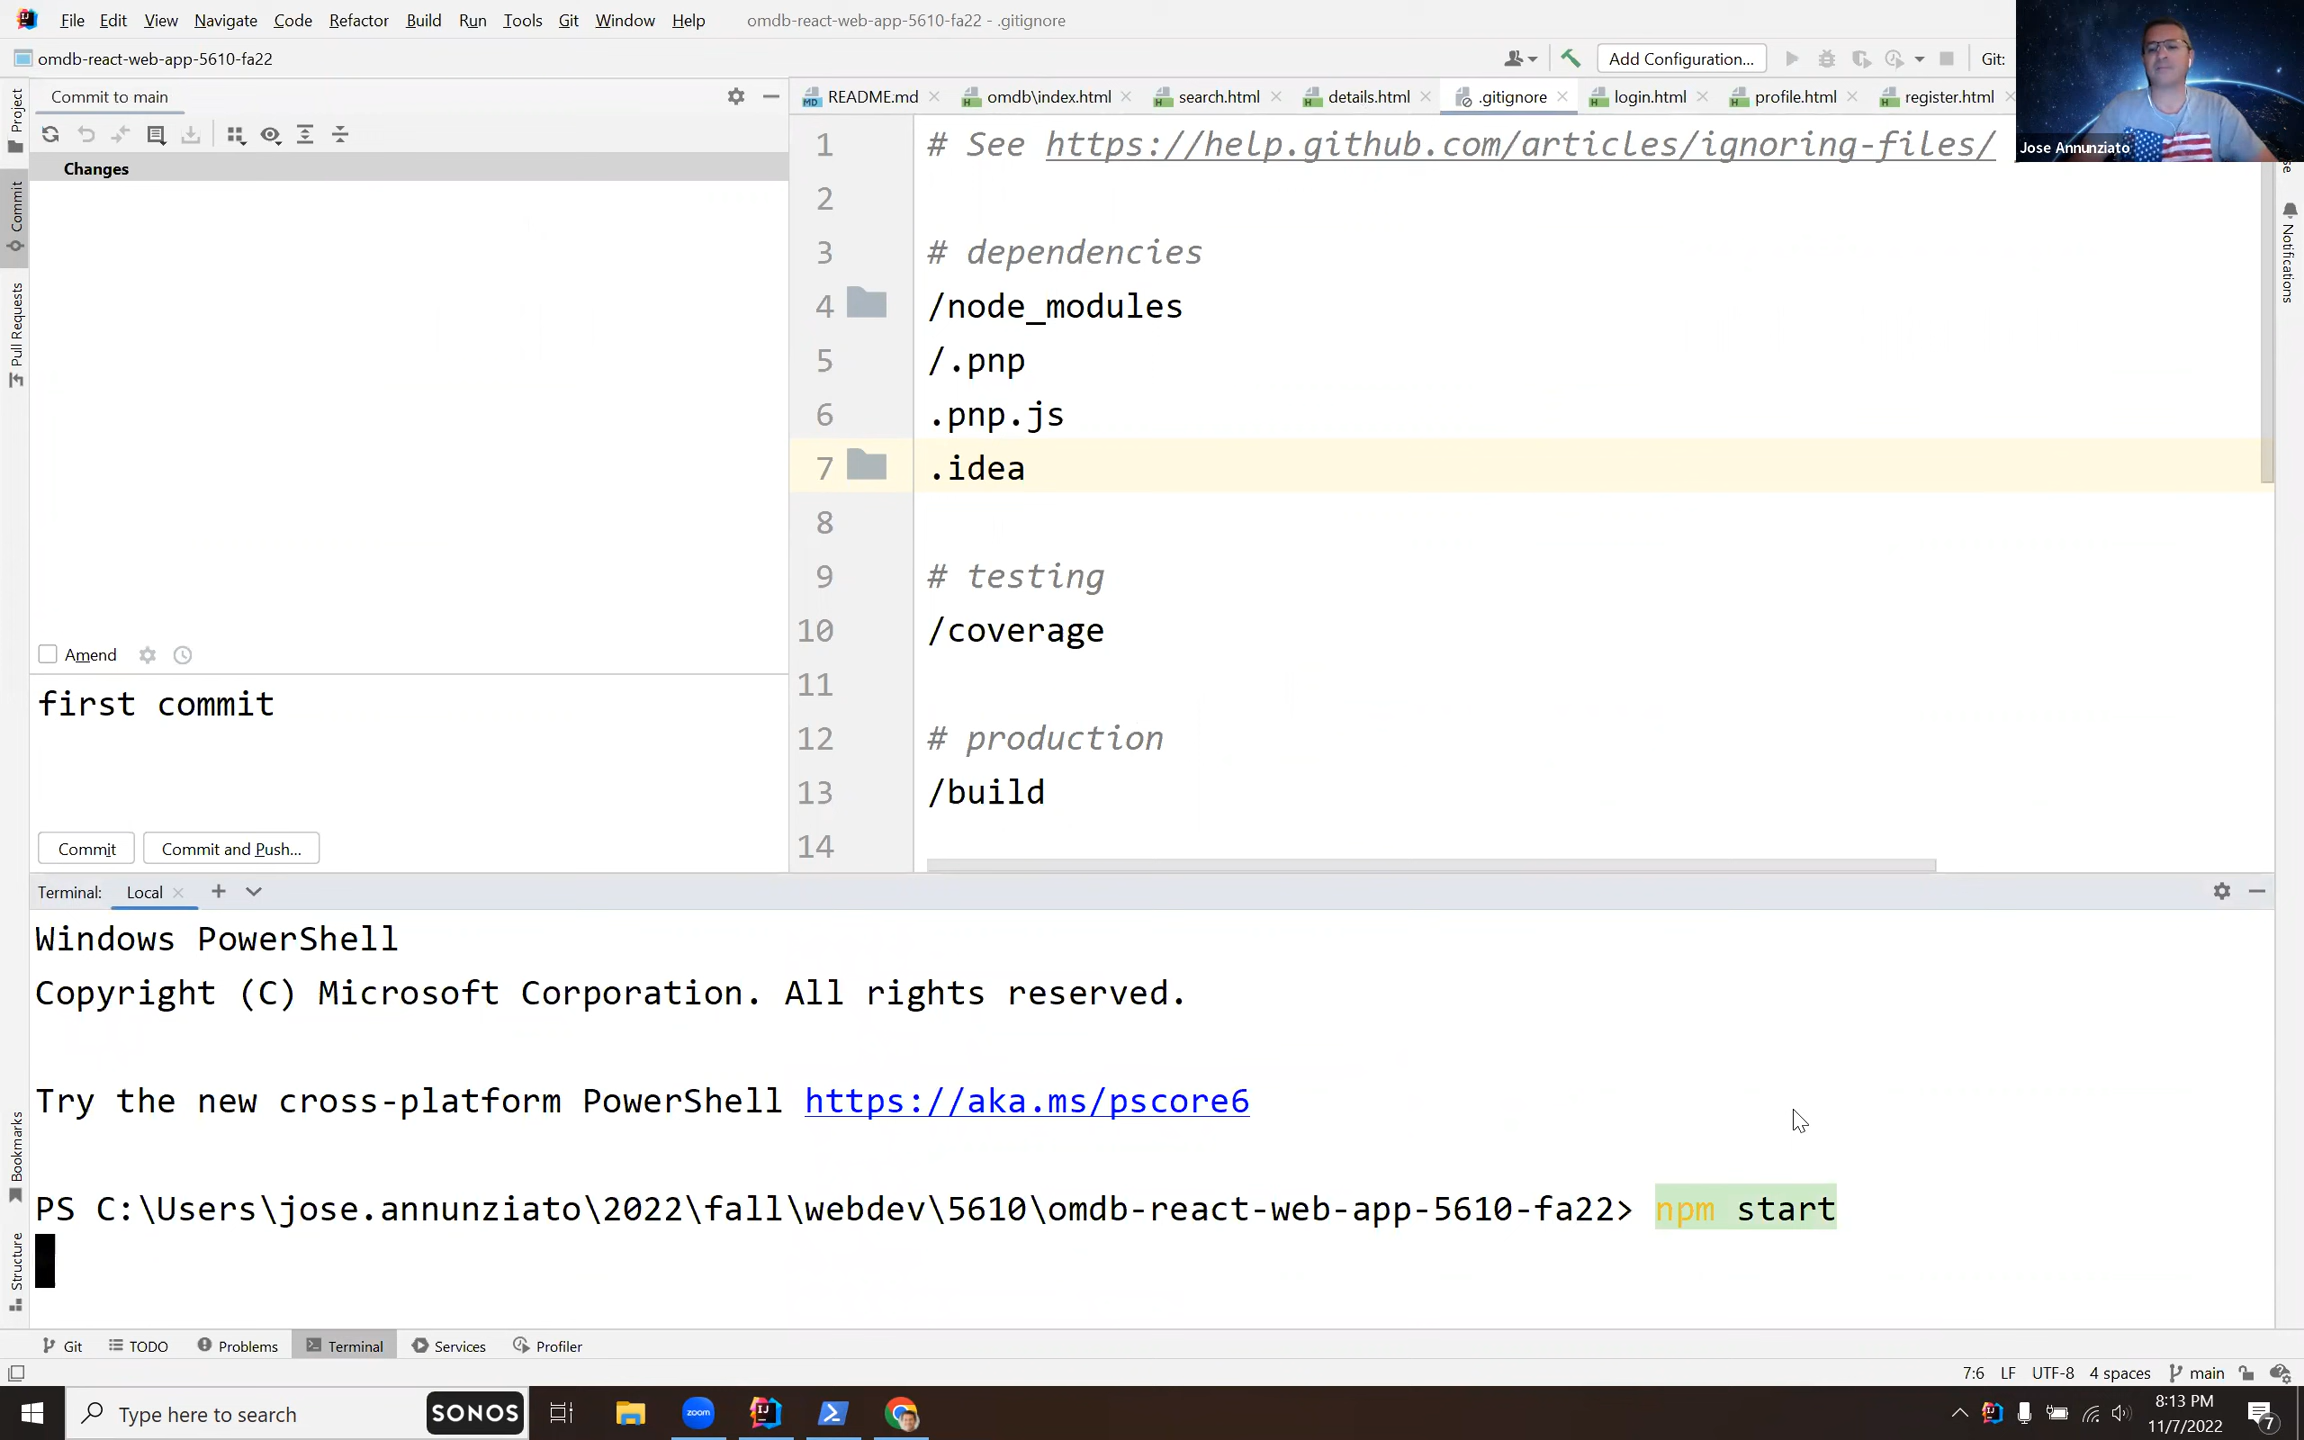 File Edit View Navigate Code Refactor Build Run Tools Git Window Help omdb-react-web-app-5610-fa22 - .gitignore
omdb-react-web-app-5610-fa22
Add Configuration...
Git:
Jose Annunziato
Project
Commit
Pull Requests
Bookmarks
Structure
Notifications
Commit to main
Changes
Amend
first commit
Commit
Commit and Push...
README.md omdb\index.html search.html details.html .gitignore login.html profile.html register.html
1 # See https://help.github.com/articles/ignoring-files/
2
3 # dependencies
4 /node_modules
5 /.pnp
6 .pnp.js
7 .idea
8
9 # testing
10 /coverage
11
12 # production
13 /build
14
Terminal: Local
Windows PowerShell
Copyright (C) Microsoft Corporation. All rights reserved.
Try the new cross-platform PowerShell https://aka.ms/pscore6
PS C:\Users\jose.annunziato\2022\fall\webdev\5610\omdb-react-web-app-5610-fa22> npm start
Git TODO Problems Terminal Services Profiler
7:6 LF UTF-8 4 spaces main
Type here to search
SONOS
zoom
8:13 PM
11/7/2022
7